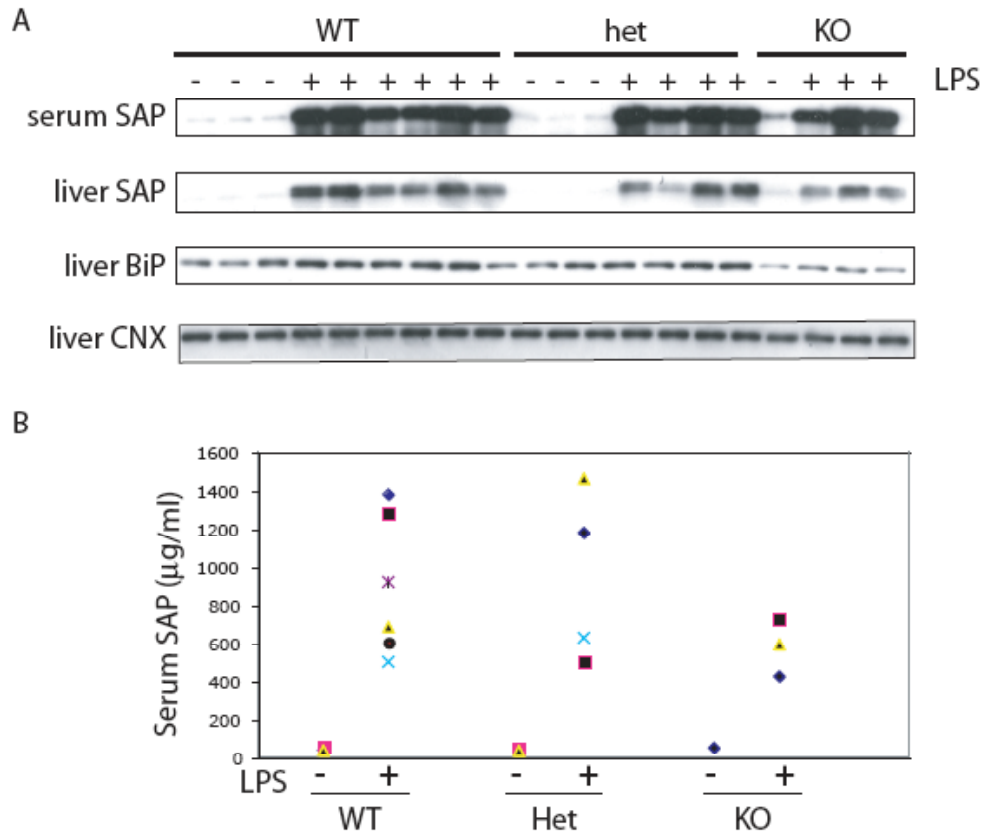 A
WT het KO
- - - + + + + + + - - - + + + + - + + + LPS
serum SAP
liver SAP
liver BiP
liver CNX
B
Serum SAP (µg/ml)
1600
1400
1200
1000
800
600
400
200
0
LPS - + - + - +
WT Het KO